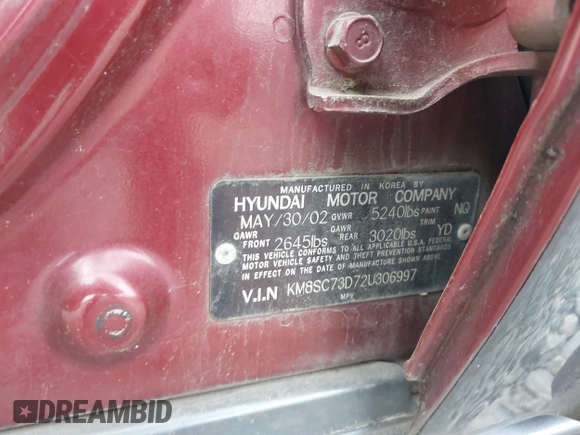 MANUFACTURED IN KOREA BY
HYUNDAI MOTOR COMPANY
MAY/30/02 GVWR 5240lbs PAINT NQ
GAWR FRONT 2645lbs GAWR REAR 3020lbs TRIM YD
THIS VEHICLE CONFORMS TO ALL APPLICABLE U.S.A. FEDERAL
MOTOR VEHICLE SAFETY AND THEFT PREVENTION STANDARDS
IN EFFECT ON THE DATE OF MANUFACTURE SHOWN ABOVE.
V.I.N KM8SC73D72U306997
MPV
DREAMBID